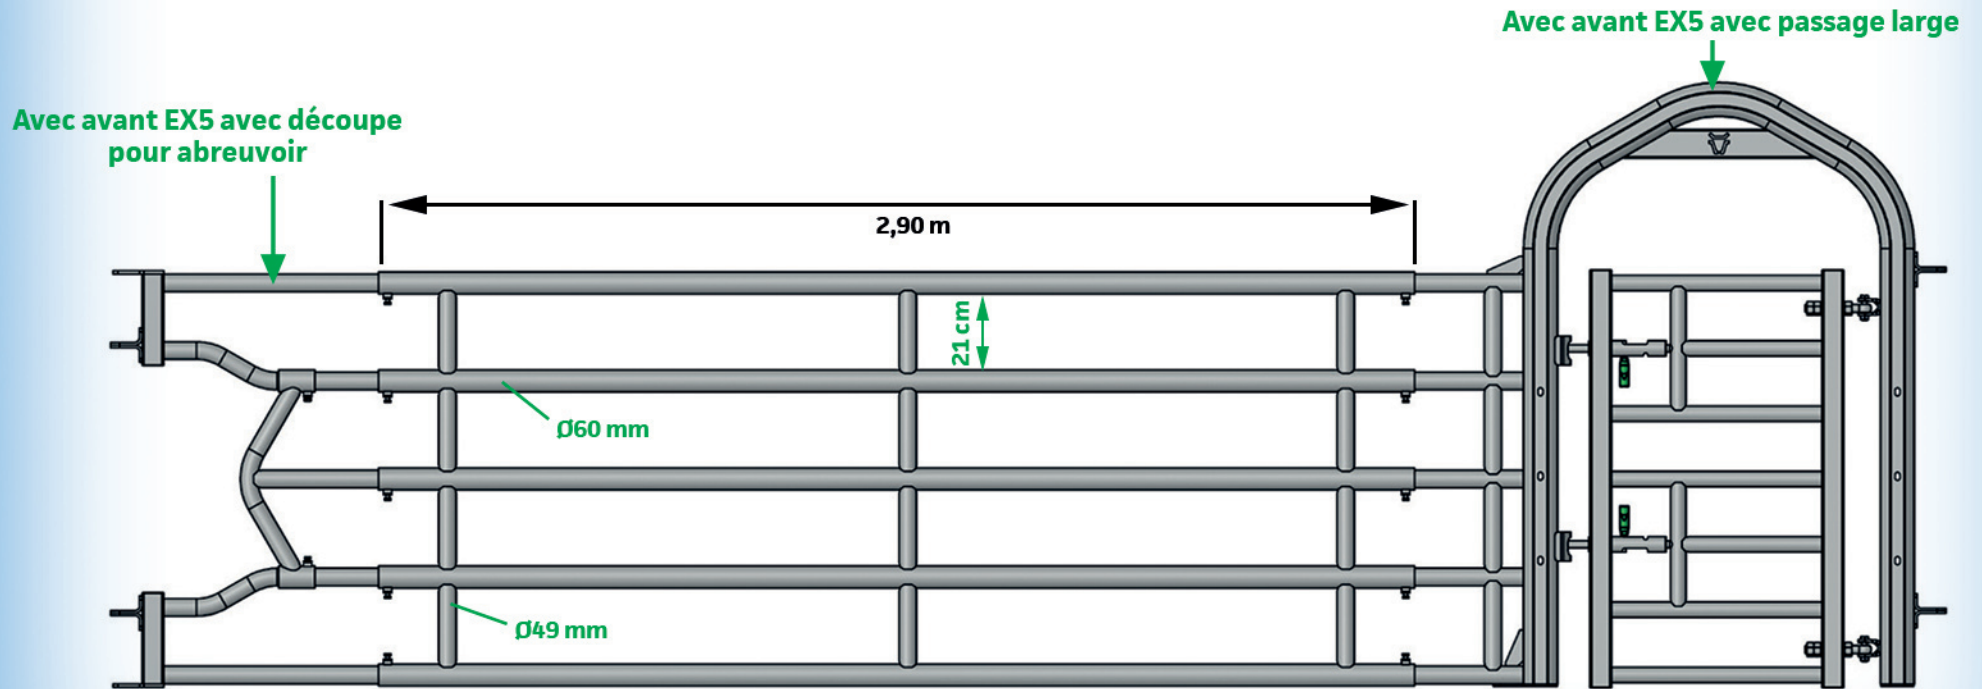 Avec avant EX5 avec passage large
Avec avant EX5 avec découpe
pour abreuvoir
2,90 m
21 cm
Ø60 mm
Ø49 mm